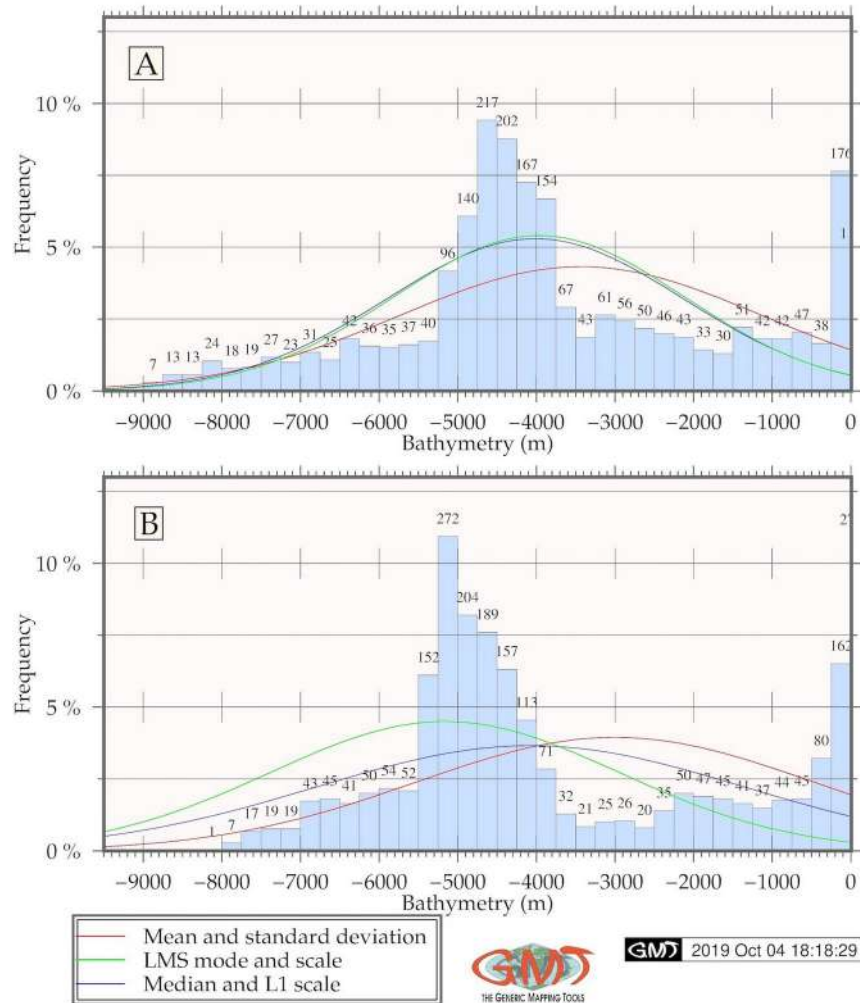 A
10 %
5 %
0 %
Frequency
7 13 13 24 18 19 27 23 31 25 42 36 35 37 40 96 140 217 202 167 154 67 43 61 56 50 46 43 33 30 51 42 42 47 38 176 1
−9000 −8000 −7000 −6000 −5000 −4000 −3000 −2000 −1000 0
Bathymetry (m)
B
10 %
5 %
0 %
Frequency
1 7 17 19 19 43 45 41 50 54 52 152 272 204 189 157 113 71 32 21 25 26 20 35 50 47 45 41 37 44 45 80 162
−9000 −8000 −7000 −6000 −5000 −4000 −3000 −2000 −1000 0
Bathymetry (m)
Mean and standard deviation
LMS mode and scale
Median and L1 scale
GMT
THE GENERIC MAPPING TOOLS
GMT 2019 Oct 04 18:18:29